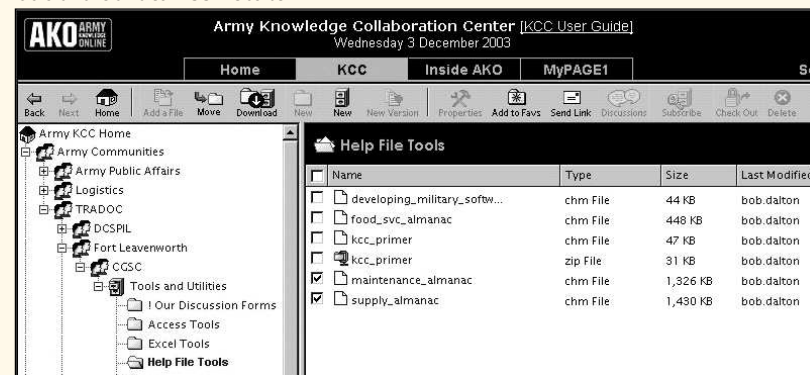 AKO ARMY KNOWLEDGE ONLINE
Army Knowledge Collaboration Center [KCC User Guide]
Wednesday 3 December 2003
Home KCC Inside AKO MyPAGE1
Back Next Home Add a File Move Download New New New Version Properties Add to Favs Send Link Discussions Subscribe Check Out Delete
Army KCC Home
Army Communities
Army Public Affairs
Logistics
TRADOC
DCSPIL
Fort Leavenworth
CGSC
Tools and Utilities
! Our Discussion Forms
Access Tools
Excel Tools
Help File Tools
Help File Tools
Name Type Size Last Modified
developing_military_softw... chm File 44 KB bob.dalton
food_svc_almanac chm File 448 KB bob.dalton
kcc_primer chm File 47 KB bob.dalton
kcc_primer zip File 31 KB bob.dalton
maintenance_almanac chm File 1,326 KB bob.dalton
supply_almanac chm File 1,430 KB bob.dalton